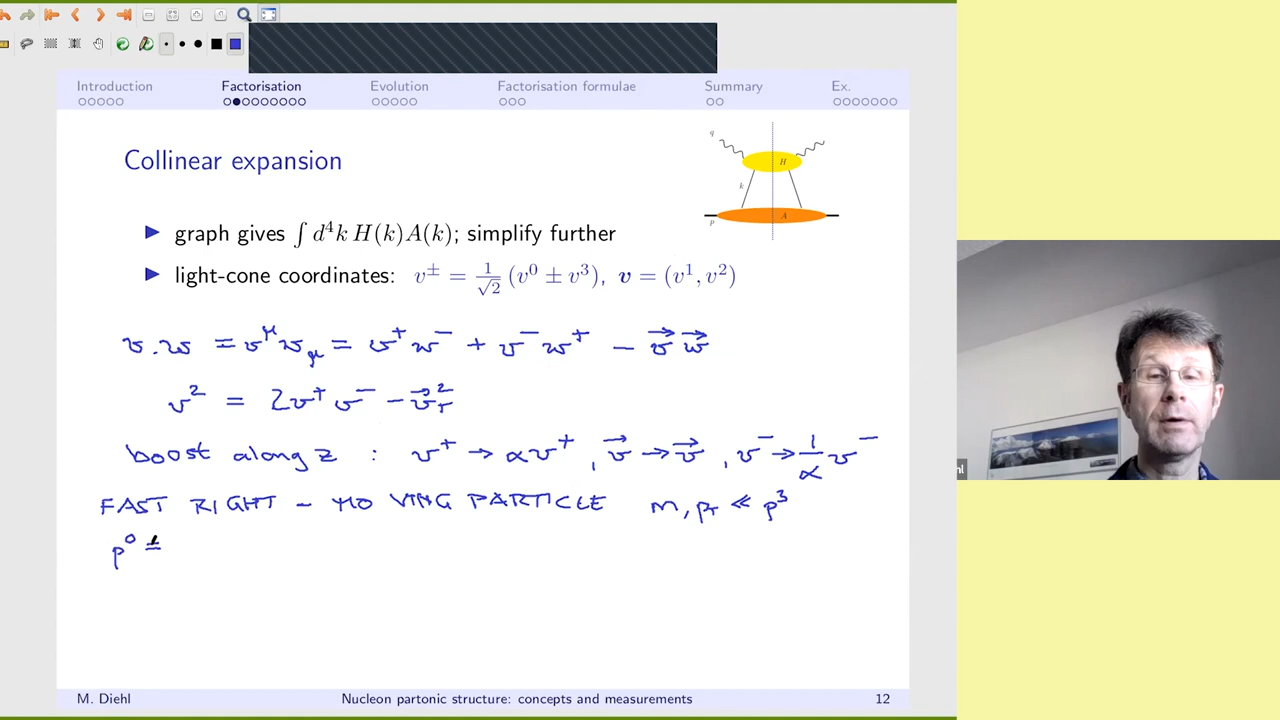 Introduction Factorisation Evolution Factorisation formulae Summary Ex.
Collinear expansion
q
H
k
A
p
graph gives ∫ d⁴k H(k)A(k); simplify further
light-cone coordinates: v^± = 1/√2 (v⁰ ± v³), v = (v¹, v²)
v.w = v^μ w_μ = v⁺ w⁻ + v⁻ w⁺ − v⃗ w⃗
v² = 2v⁺ v⁻ − v⃗_T²
boost along z : v⁺ → αv⁺, v⃗ → v⃗, v⁻ → 1/α v⁻
FAST RIGHT - MOVING PARTICLE m, p_T ≪ p³
p⁰ =
M. Diehl Nucleon partonic structure: concepts and measurements 12